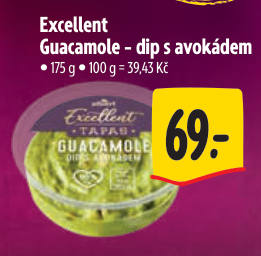 Excellent
Guacamole - dip s avokádem
• 175 g • 100 g = 39,43 Kč
albert
Excellent
TAPAS
GUACAMOLE
DIP S AVOKÁDEM
69.-